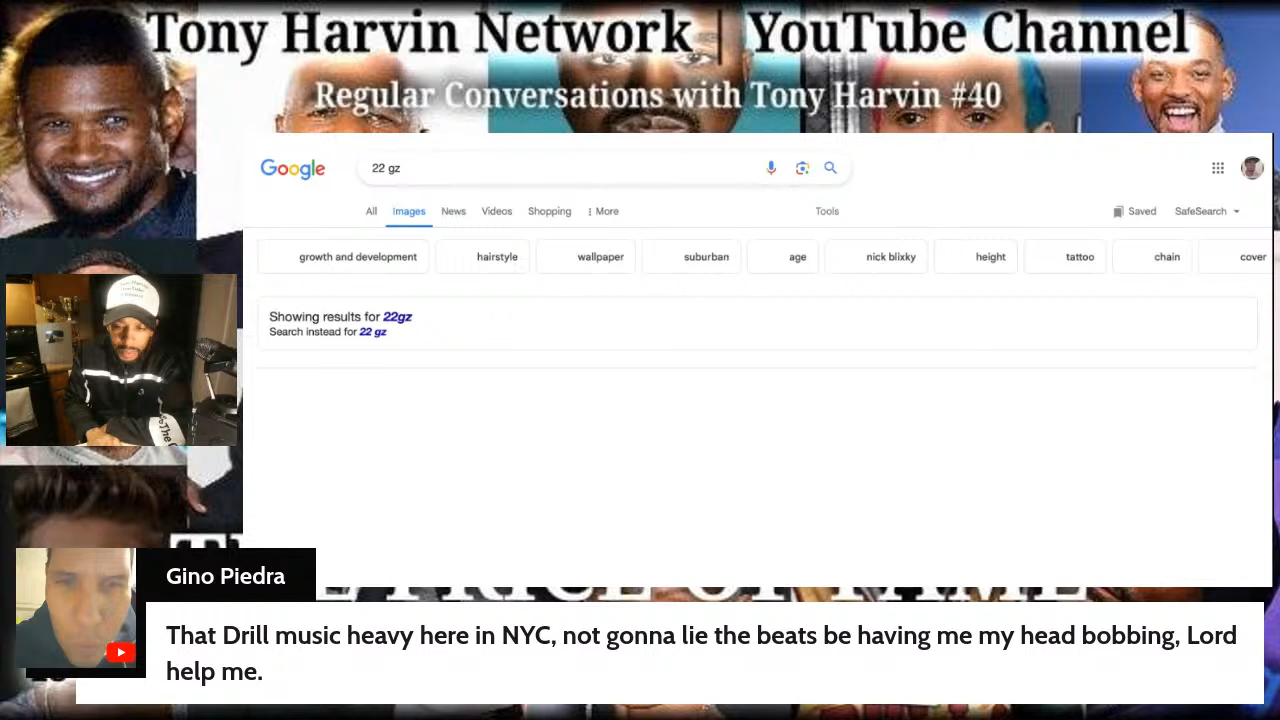 Tony Harvin Network | YouTube Channel
Regular Conversations with Tony Harvin #40
Google
22 gz
All Images News Videos Shopping More Tools Saved SafeSearch
growth and development hairstyle wallpaper suburban age nick blixky height tattoo chain cover
Showing results for 22gz
Search instead for 22 gz
PRICE OF FAME
Gino Piedra
That Drill music heavy here in NYC, not gonna lie the beats be having me my head bobbing, Lord
help me.